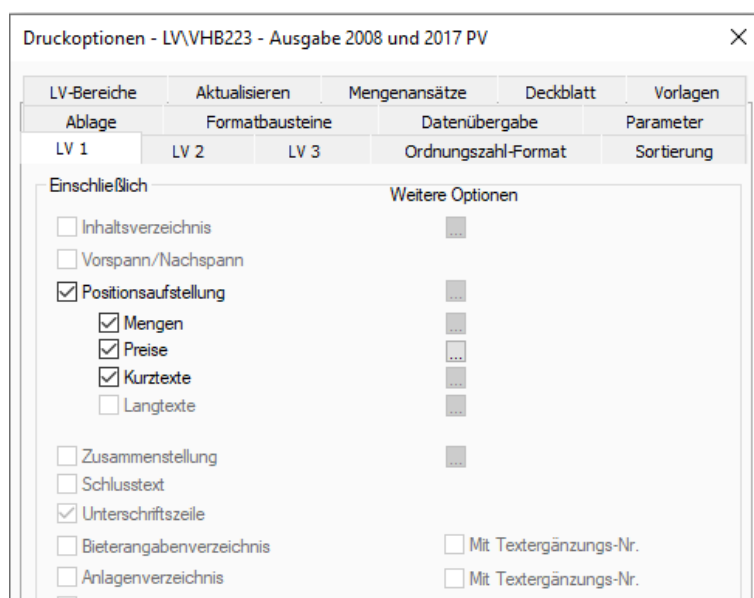 Druckoptionen - LV\VHB223 - Ausgabe 2008 und 2017 PV
LV-Bereiche Aktualisieren Mengenansätze Deckblatt Vorlagen
Ablage Formatbausteine Datenübergabe Parameter
LV 1 LV 2 LV 3 Ordnungszahl-Format Sortierung
Einschließlich Weitere Optionen
Inhaltsverzeichnis ...
Vorspann/Nachspann
Positionsaufstellung ...
Mengen ...
Preise ...
Kurztexte ...
Langtexte ...
Zusammenstellung ...
Schlusstext
Unterschriftszeile
Bieterangabenverzeichnis Mit Textergänzungs-Nr.
Anlagenverzeichnis Mit Textergänzungs-Nr.